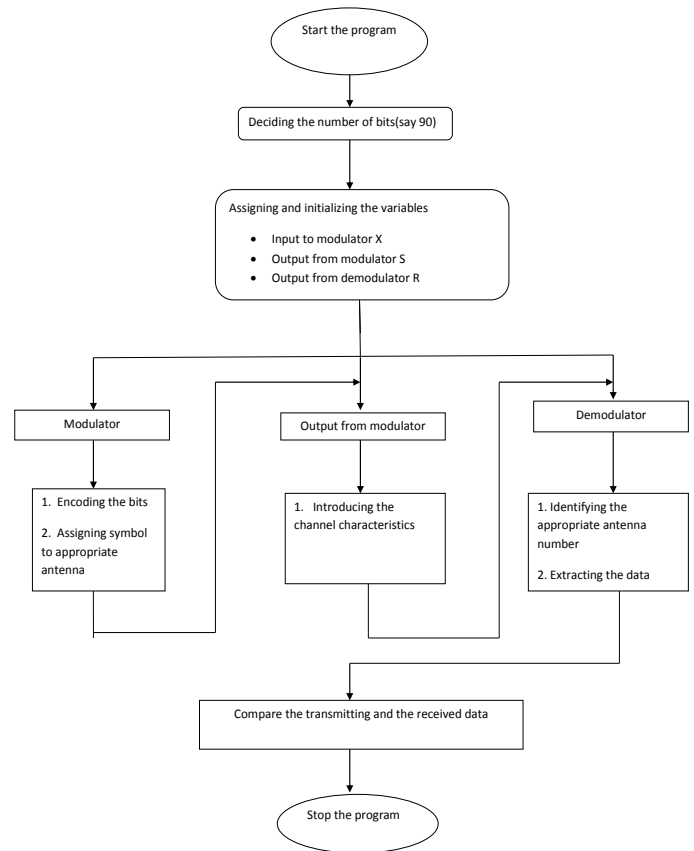 Start the program
Deciding the number of bits(say 90)
Assigning and initializing the variables
• Input to modulator X
• Output from modulator S
• Output from demodulator R
Modulator
Output from modulator
Demodulator
1. Encoding the bits
2. Assigning symbol
to appropriate
antenna
1. Introducing the
channel characteristics
1. Identifying the
appropriate antenna
number
2. Extracting the data
Compare the transmitting and the received data
Stop the program